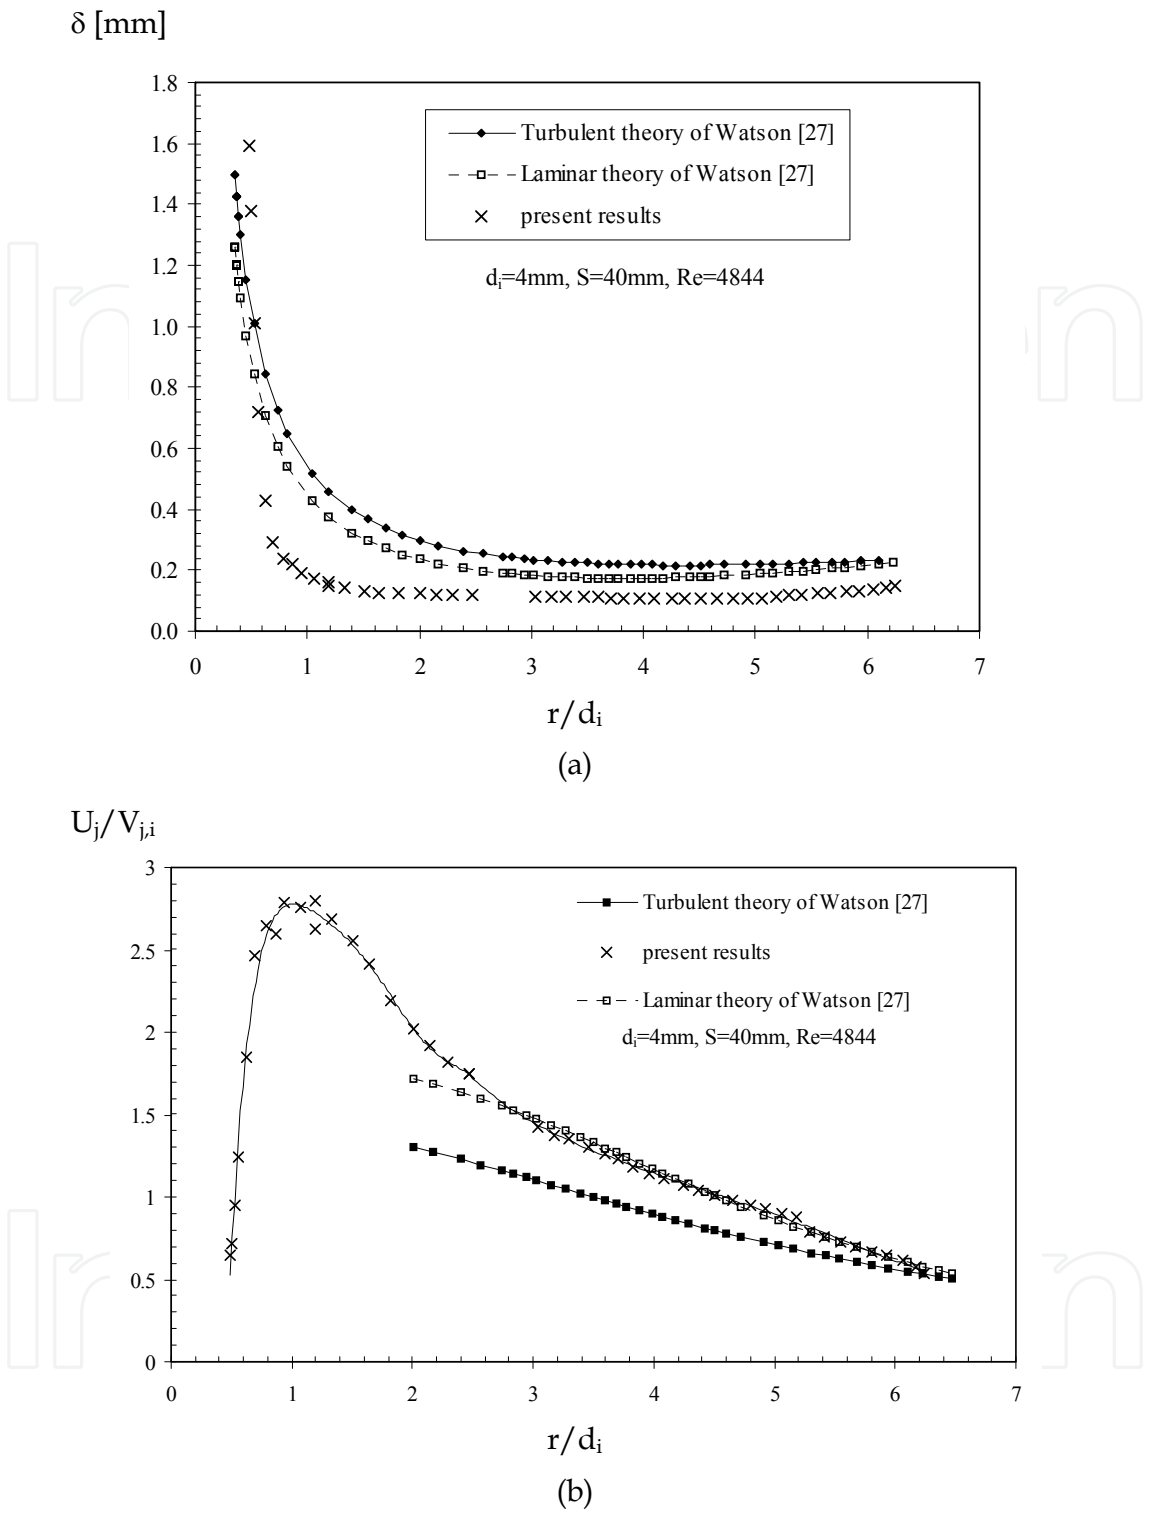 δ [mm]
1.8
1.6
1.4
1.2
1.0
0.8
0.6
0.4
0.2
0.0
Turbulent theory of Watson [27]
Laminar theory of Watson [27]
present results
dᵢ=4mm, S=40mm, Re=4844
0 1 2 3 4 5 6 7
r/dᵢ
(a)
Uⱼ/Vⱼ,ᵢ
3
2.5
2
1.5
1
0.5
0
Turbulent theory of Watson [27]
present results
Laminar theory of Watson [27]
dᵢ=4mm, S=40mm, Re=4844
0 1 2 3 4 5 6 7
r/dᵢ
(b)